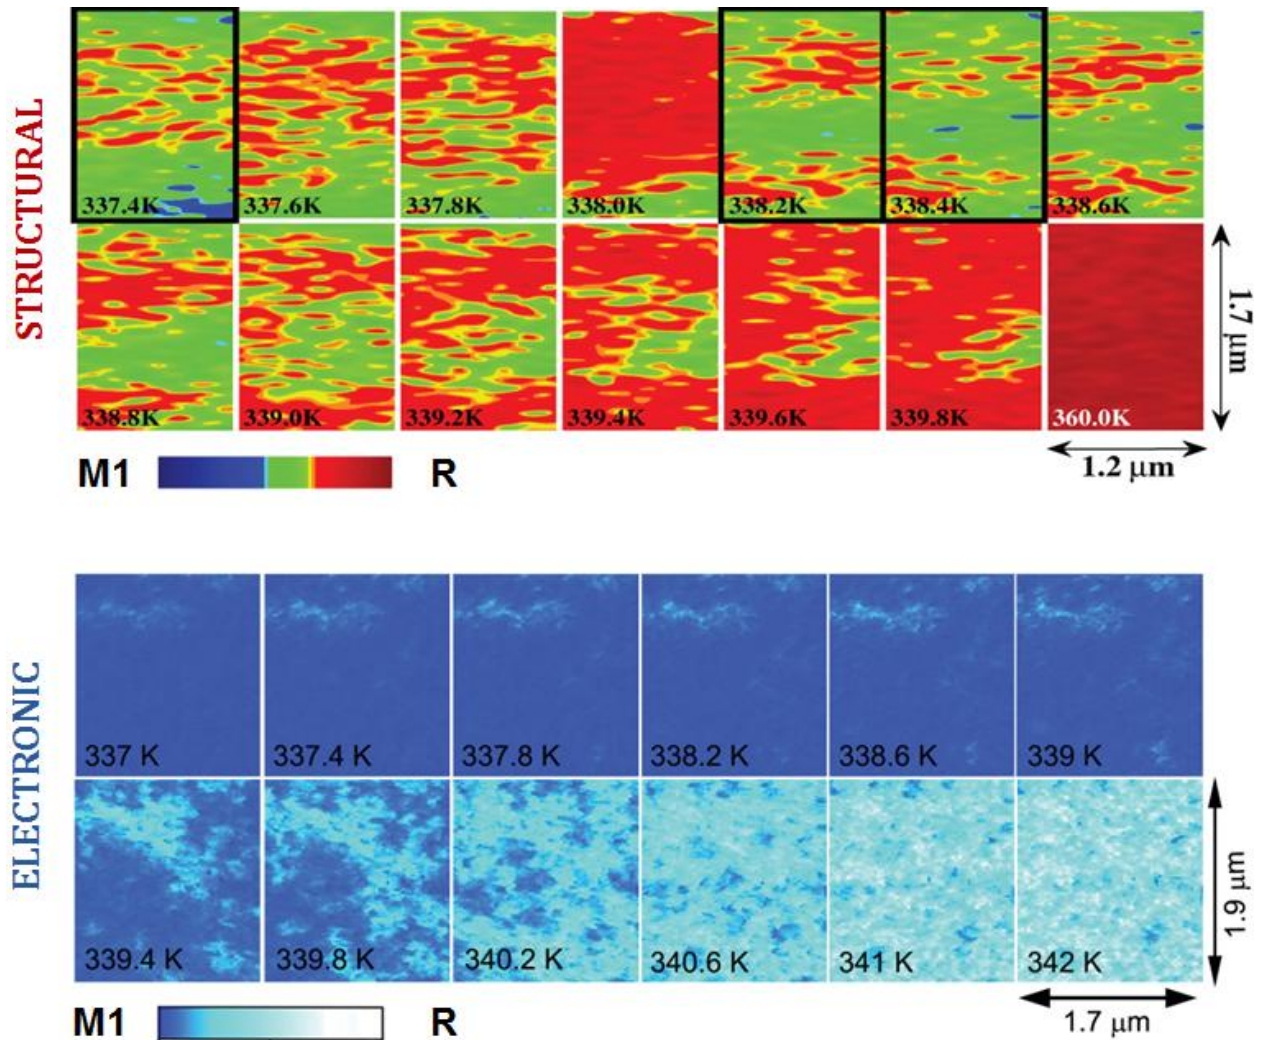 STRUCTURAL
337.4K 337.6K 337.8K 338.0K 338.2K 338.4K 338.6K
338.8K 339.0K 339.2K 339.4K 339.6K 339.8K 360.0K
1.7 μm
M1 R
1.2 μm
ELECTRONIC
337 K 337.4 K 337.8 K 338.2 K 338.6 K 339 K
339.4 K 339.8 K 340.2 K 340.6 K 341 K 342 K
1.9 μm
M1 R
1.7 μm